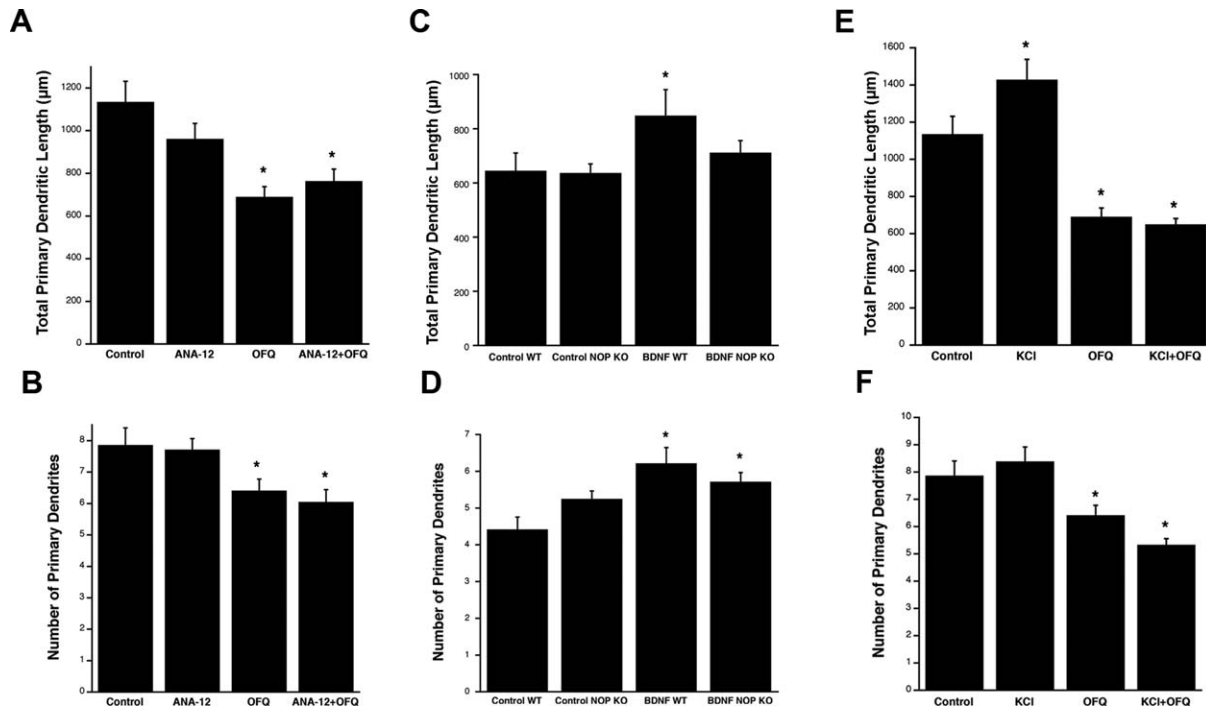 A
Total Primary Dendritic Length (μm)
1200
1000
800
600
400
200
0
Control ANA-12 OFQ ANA-12+OFQ
* *
B
Number of Primary Dendrites
8
7
6
5
4
3
2
1
0
Control ANA-12 OFQ ANA-12+OFQ
* *
C
Total Primary Dendritic Length (μm)
1000
800
600
400
200
0
Control WT Control NOP KO BDNF WT BDNF NOP KO
*
D
Number of Primary Dendrites
7
6
5
4
3
2
1
0
Control WT Control NOP KO BDNF WT BDNF NOP KO
* *
E
Total Primary Dendritic Length (μm)
1600
1400
1200
1000
800
600
400
200
0
Control KCl OFQ KCl+OFQ
* * *
F
Number of Primary Dendrites
10
9
8
7
6
5
4
3
2
1
0
Control KCl OFQ KCl+OFQ
* *